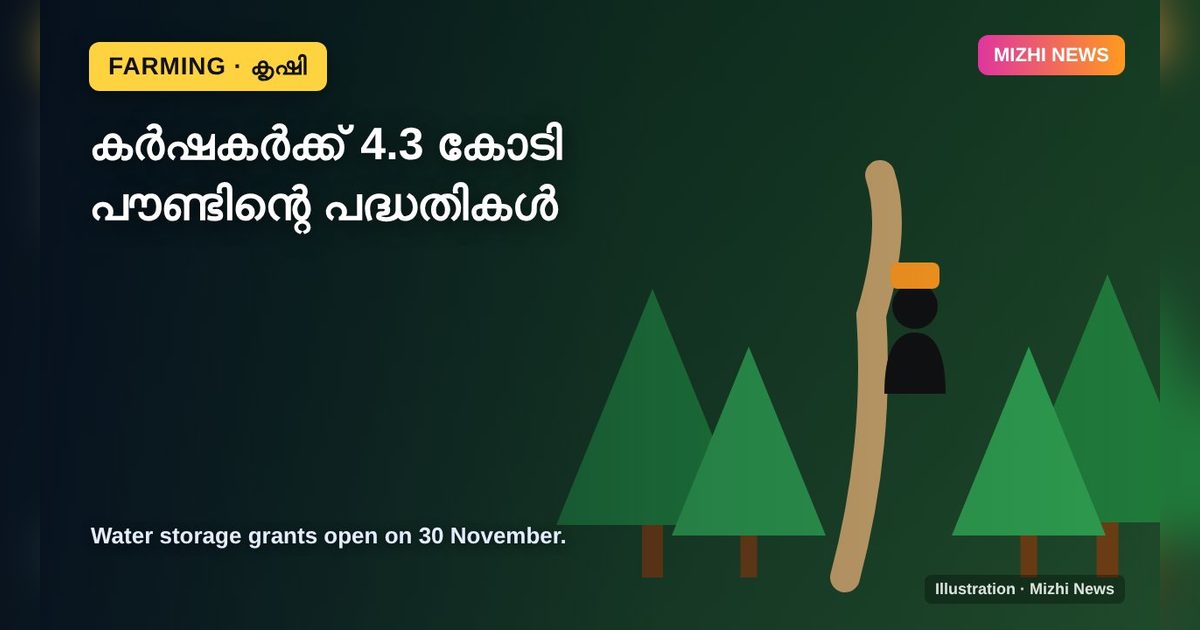 FARMING · കൃഷി
MIZHI NEWS
കർഷകർക്ക് 4.3 കോടി
പൗണ്ടിന്റെ പദ്ധതികൾ
Water storage grants open on 30 November.
Illustration · Mizhi News